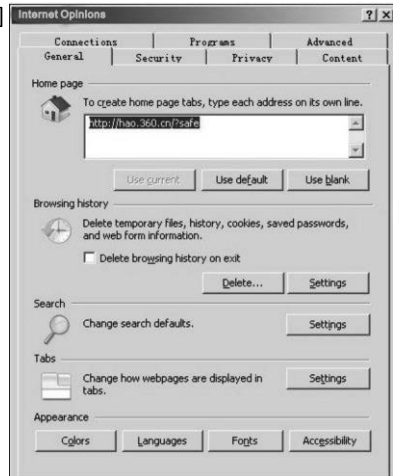 Internet Opinions
Connections Programs Advanced
General Security Privacy Content
Home page
To create home page tabs, type each address on its own line.
http://hao.360.cn/?safe
Use current Use default Use blank
Browsing history
Delete temporary files, history, cookies, saved passwords,
and web form information.
Delete browsing history on exit
Delete... Settings
Search
Change search defaults. Settings
Tabs
Change how webpages are displayed in Settings
tabs.
Appearance
Colors Languages Fonts Accessibility